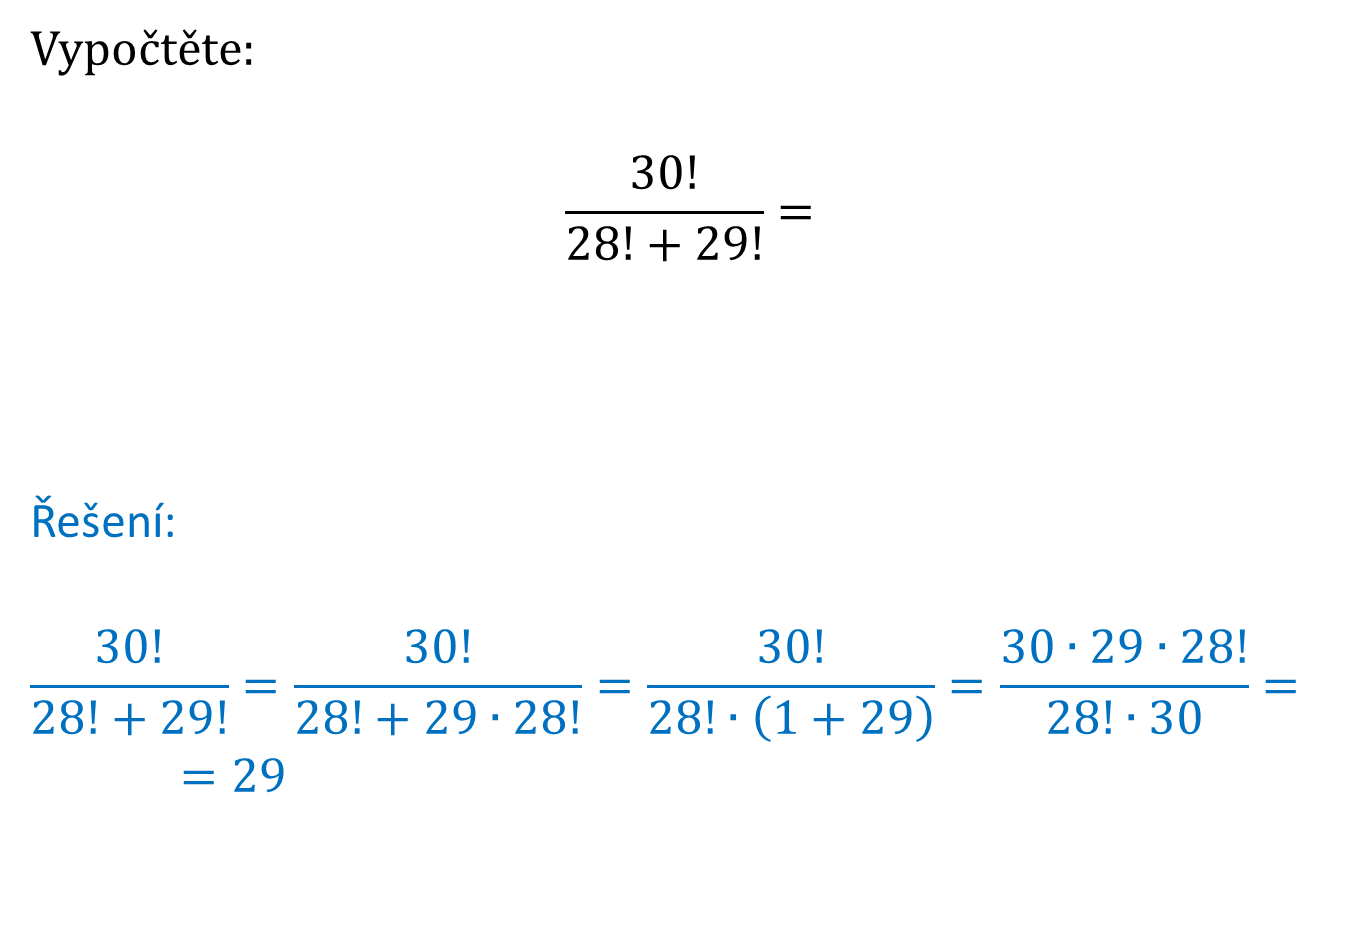 Vypočtěte:
30!
28! + 29! =
Řešení:
30! 30! 30! 30 · 29 · 28!
28! + 29! = 28! + 29 · 28! = 28! · (1 + 29) = 28! · 30 =
= 29